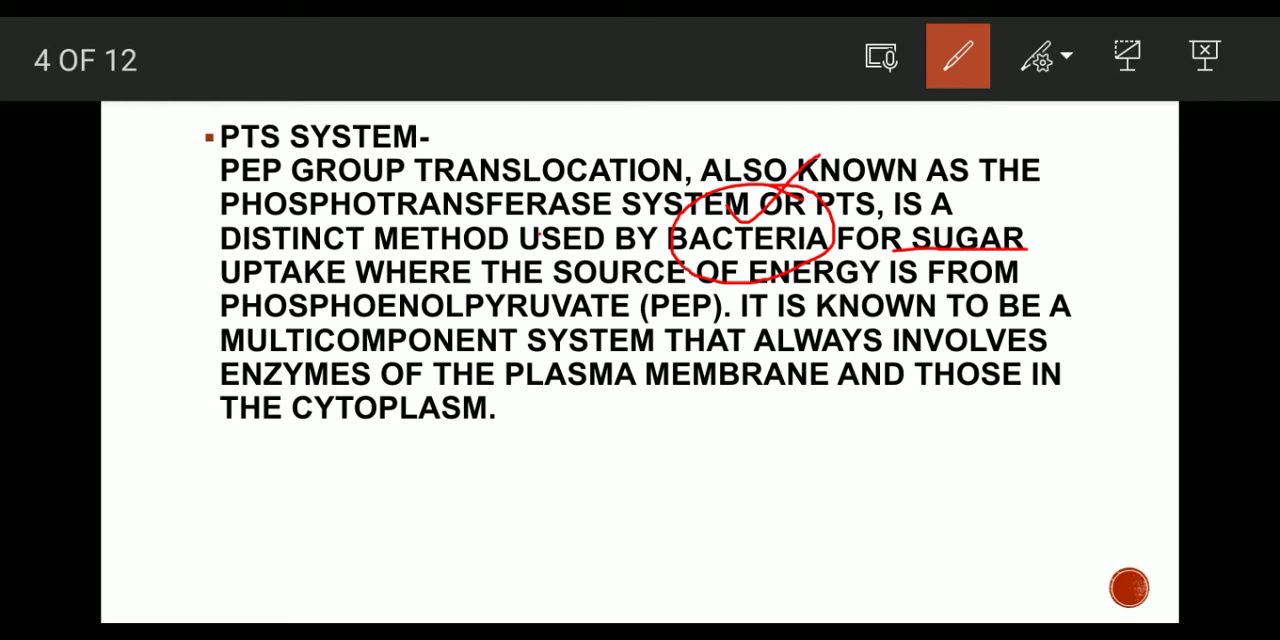 4 OF 12
PTS SYSTEM-
PEP GROUP TRANSLOCATION, ALSO KNOWN AS THE
PHOSPHOTRANSFERASE SYSTEM OR PTS, IS A
DISTINCT METHOD USED BY BACTERIA FOR SUGAR
UPTAKE WHERE THE SOURCE OF ENERGY IS FROM
PHOSPHOENOLPYRUVATE (PEP). IT IS KNOWN TO BE A
MULTICOMPONENT SYSTEM THAT ALWAYS INVOLVES
ENZYMES OF THE PLASMA MEMBRANE AND THOSE IN
THE CYTOPLASM.